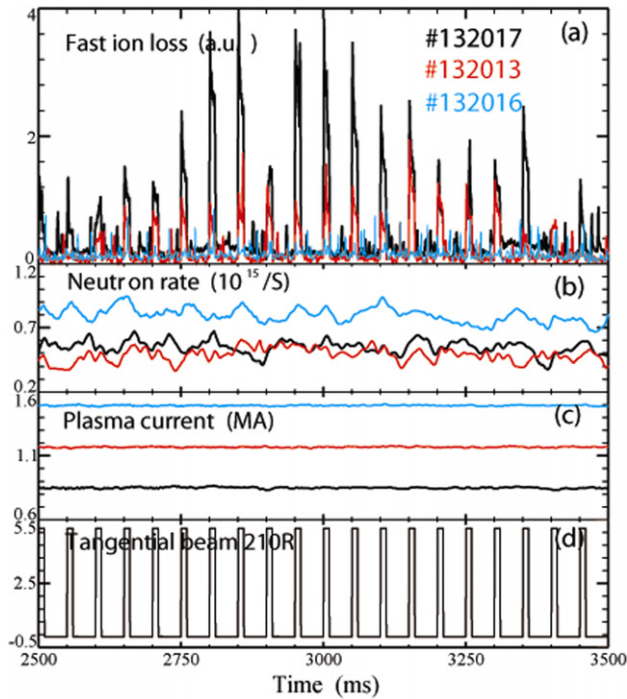 4
Fast ion loss (a.u. )
#132017
(a)
#132013
#132016
2
0
1.2
Neutron rate (10 15 /S)
(b)
0.7
0.2
1.6
Plasma current (MA)
(c)
1.1
0.6
5.5
Tangential beam 210R
(d)
2.5
-0.5
2500 2750 3000 3250 3500
Time (ms)